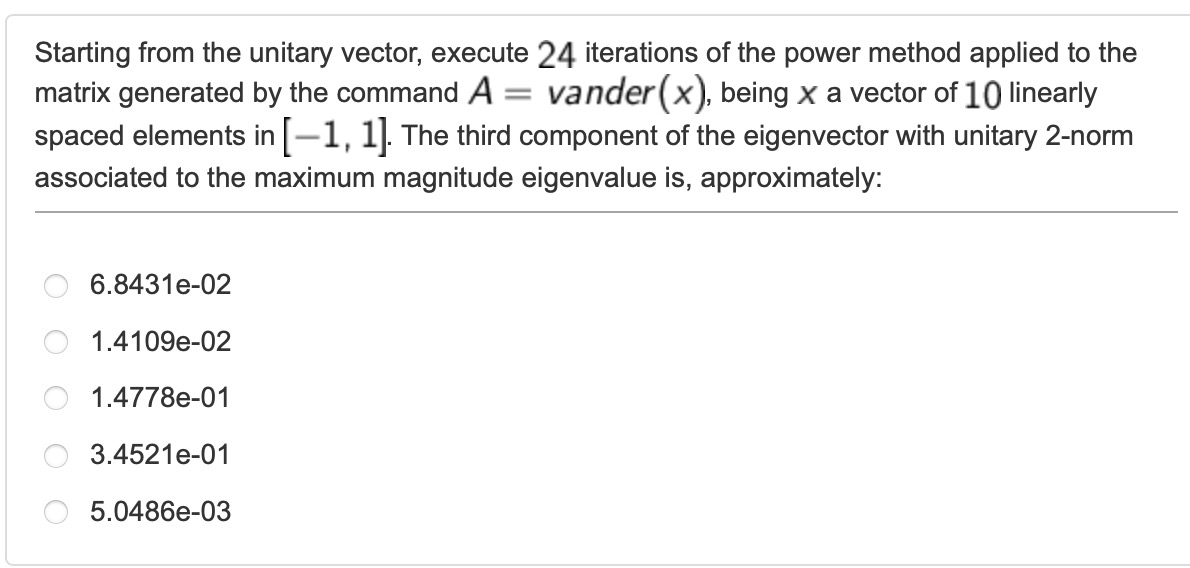 Starting from the unitary vector, execute 24 iterations of the power method applied to the
matrix generated by the command A = vander(x), being x a vector of 10 linearly
spaced elements in [−1, 1]. The third component of the eigenvector with unitary 2-norm
associated to the maximum magnitude eigenvalue is, approximately:
6.8431e-02
1.4109e-02
1.4778e-01
3.4521e-01
5.0486e-03